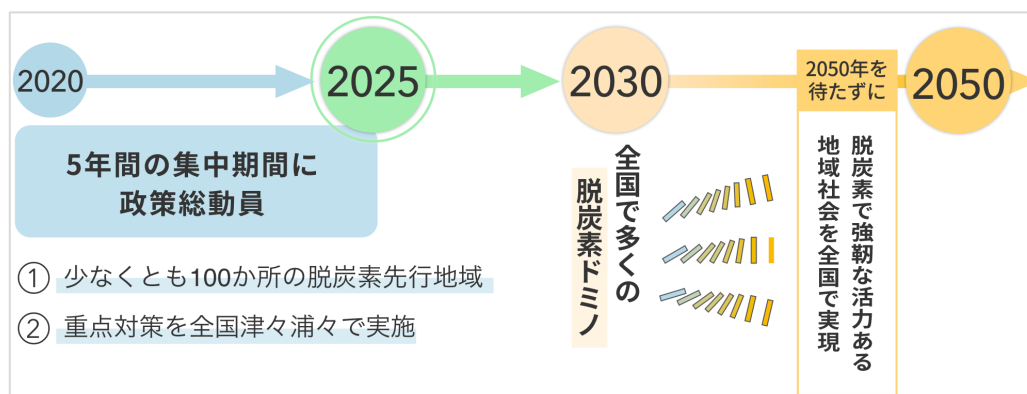 2020
2025
2030
2050年を
待たずに
2050
5年間の集中期間に
政策総動員
① 少なくとも100か所の脱炭素先行地域
② 重点対策を全国津々浦々で実施
全国で多くの
脱炭素ドミノ
脱炭素で強靭な活力ある
地域社会を全国で実現